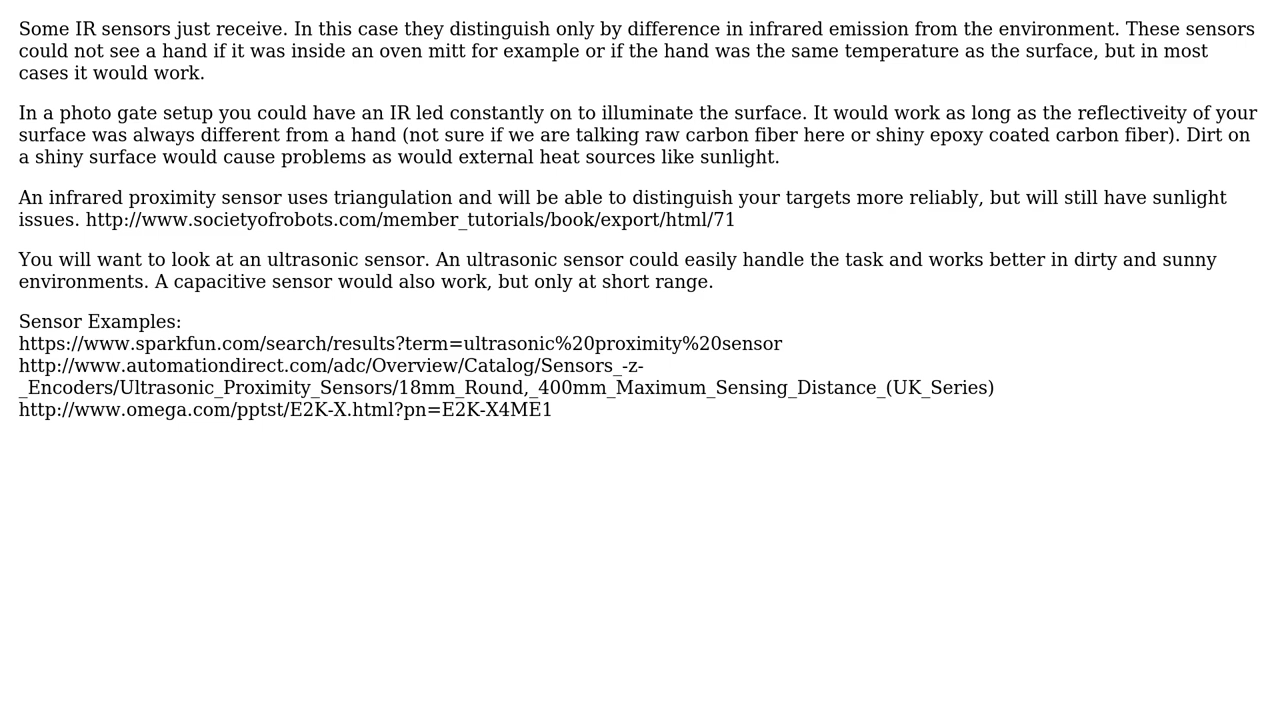 Some IR sensors just receive. In this case they distinguish only by difference in infrared emission from the environment. These sensors
could not see a hand if it was inside an oven mitt for example or if the hand was the same temperature as the surface, but in most
cases it would work.
In a photo gate setup you could have an IR led constantly on to illuminate the surface. It would work as long as the reflectiveity of your
surface was always different from a hand (not sure if we are talking raw carbon fiber here or shiny epoxy coated carbon fiber). Dirt on
a shiny surface would cause problems as would external heat sources like sunlight.
An infrared proximity sensor uses triangulation and will be able to distinguish your targets more reliably, but will still have sunlight
issues. http://www.societyofrobots.com/member_tutorials/book/export/html/71
You will want to look at an ultrasonic sensor. An ultrasonic sensor could easily handle the task and works better in dirty and sunny
environments. A capacitive sensor would also work, but only at short range.
Sensor Examples:
https://www.sparkfun.com/search/results?term=ultrasonic%20proximity%20sensor
http://www.automationdirect.com/adc/Overview/Catalog/Sensors_-z-
_Encoders/Ultrasonic_Proximity_Sensors/18mm_Round,_400mm_Maximum_Sensing_Distance_(UK_Series)
http://www.omega.com/pptst/E2K-X.html?pn=E2K-X4ME1